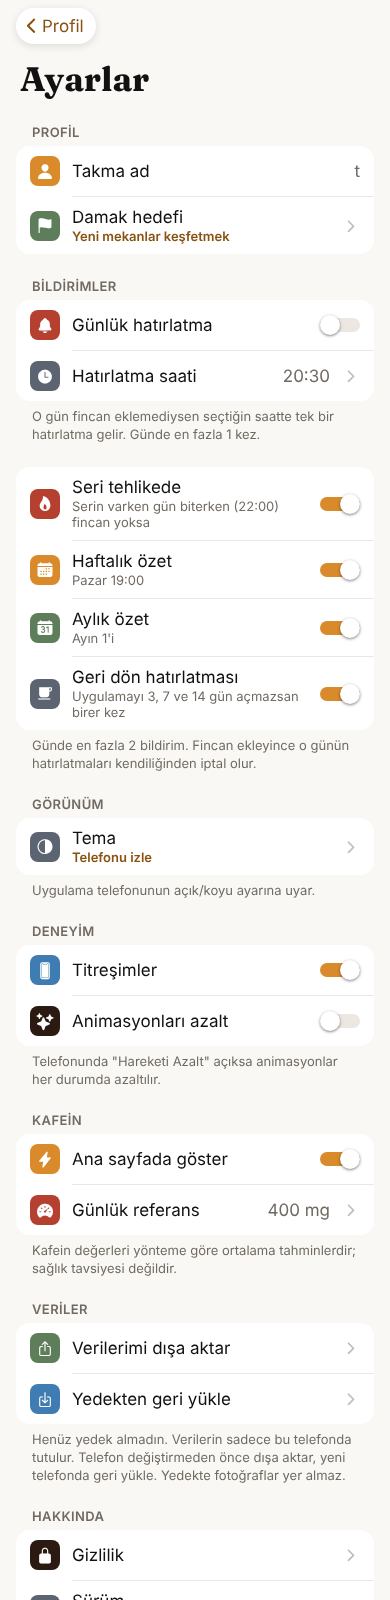 Profil
Ayarlar
PROFİL
Takma ad t
Damak hedefi
Yeni mekanlar keşfetmek
BİLDİRİMLER
Günlük hatırlatma
Hatırlatma saati 20:30
O gün fincan eklemediysen seçtiğin saatte tek bir
hatırlatma gelir. Günde en fazla 1 kez.
Seri tehlikede
Serin varken gün biterken (22:00)
fincan yoksa
Haftalık özet
Pazar 19:00
31
Aylık özet
Ayın 1'i
Geri dön hatırlatması
Uygulamayı 3, 7 ve 14 gün açmazsan
birer kez
Günde en fazla 2 bildirim. Fincan ekleyince o günün
hatırlatmaları kendiliğinden iptal olur.
GÖRÜNÜM
Tema
Telefonu izle
Uygulama telefonunun açık/koyu ayarına uyar.
DENEYİM
Titreşimler
Animasyonları azalt
Telefonunda "Hareketi Azalt" açıksa animasyonlar
her durumda azaltılır.
KAFEİN
Ana sayfada göster
Günlük referans 400 mg
Kafein değerleri yönteme göre ortalama tahminlerdir;
sağlık tavsiyesi değildir.
VERİLER
Verilerimi dışa aktar
Yedekten geri yükle
Henüz yedek almadın. Verilerin sadece bu telefonda
tutulur. Telefon değiştirmeden önce dışa aktar, yeni
telefonda geri yükle. Yedekte fotoğraflar yer almaz.
HAKKINDA
Gizlilik
Sürüm